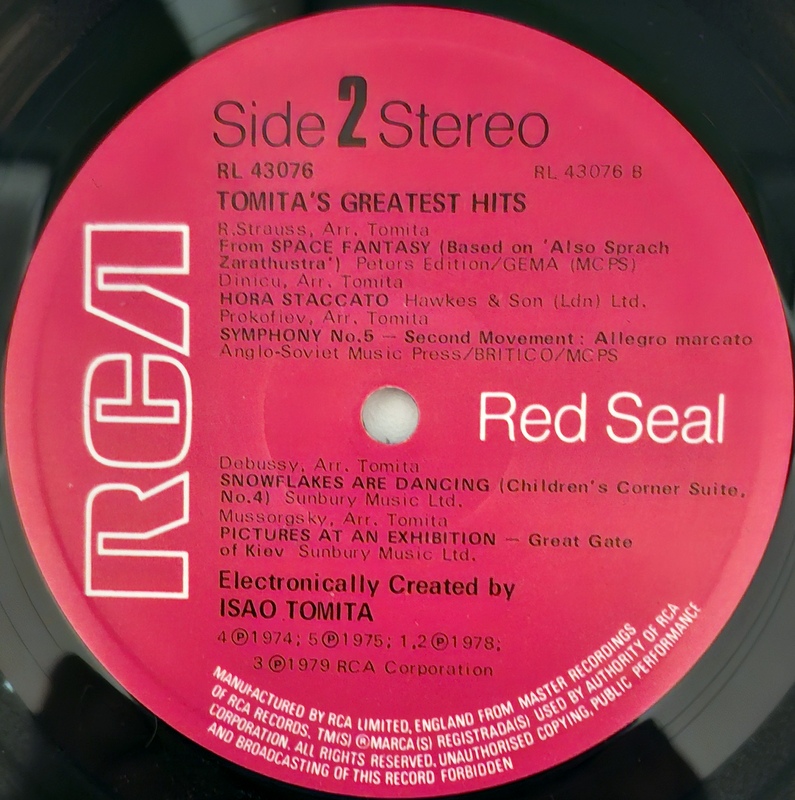 Side 2 Stereo
RL 43076 RL 43076 B
TOMITA'S GREATEST HITS
R.Strauss, Arr. Tomita
From SPACE FANTASY (Based on 'Also Sprach
Zarathustra') Peters Edition/GEMA (MCPS)
Dinicu, Arr. Tomita
HORA STACCATO Hawkes & Son (Ldn) Ltd.
Prokofiev, Arr. Tomita
SYMPHONY No.5 — Second Movement: Allegro marcato
Anglo-Soviet Music Press/BRITICO/MCPS
RCA
Red Seal
Debussy, Arr. Tomita
SNOWFLAKES ARE DANCING (Children's Corner Suite,
No.4) Sunbury Music Ltd.
Mussorgsky, Arr. Tomita
PICTURES AT AN EXHIBITION — Great Gate
of Kiev Sunbury Music Ltd.
Electronically Created by
ISAO TOMITA
4℗1974; 5℗1975; 1,2℗1978;
3℗1979 RCA Corporation
MANUFACTURED BY RCA LIMITED, ENGLAND FROM MASTER RECORDINGS
OF RCA RECORDS. TM(S) ®MARCA(S) REGISTRADA(S) USED BY AUTHORITY OF RCA
CORPORATION. ALL RIGHTS RESERVED. UNAUTHORISED COPYING, PUBLIC PERFORMANCE
AND BROADCASTING OF THIS RECORD FORBIDDEN